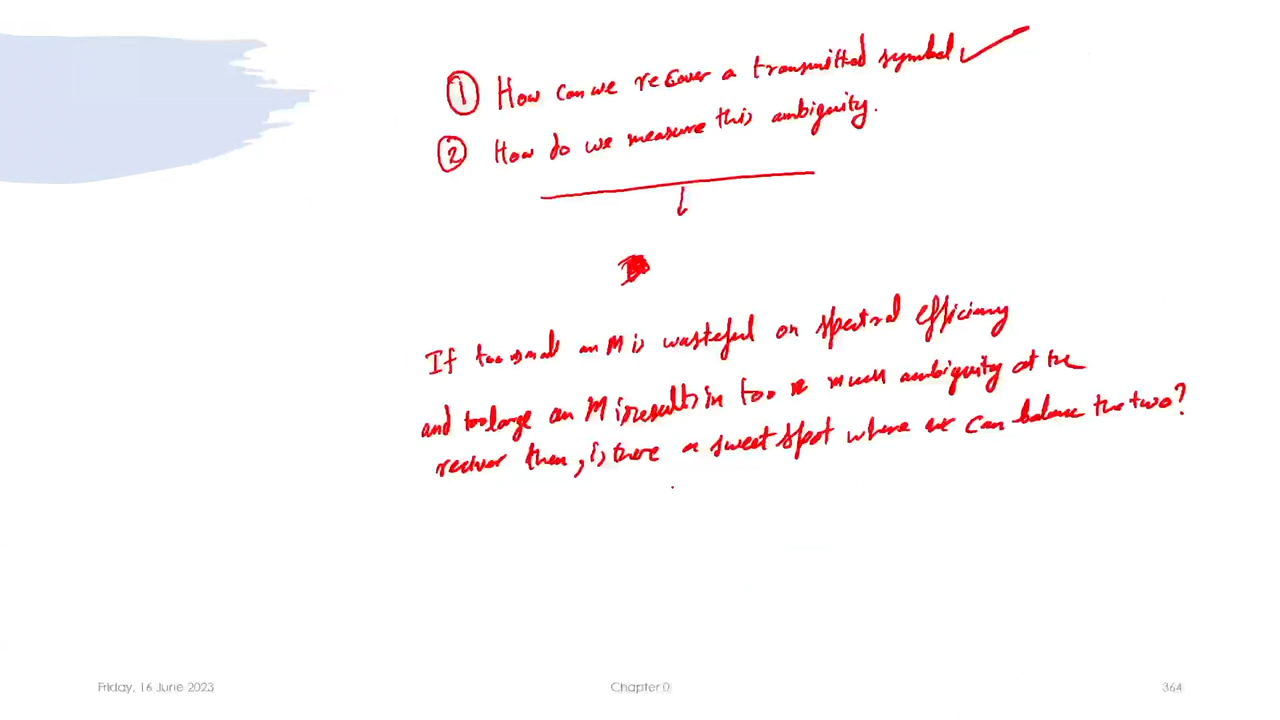 ① How can we recover a transmitted symbol ✓
② How do we measure this ambiguity.
If too small an M is wasteful on spectral efficiency
and too large an M is results in too much ambiguity at the
reciver then, is there a sweet spot where we can balance the two?
Friday, 16 June 2023
Chapter 0
364